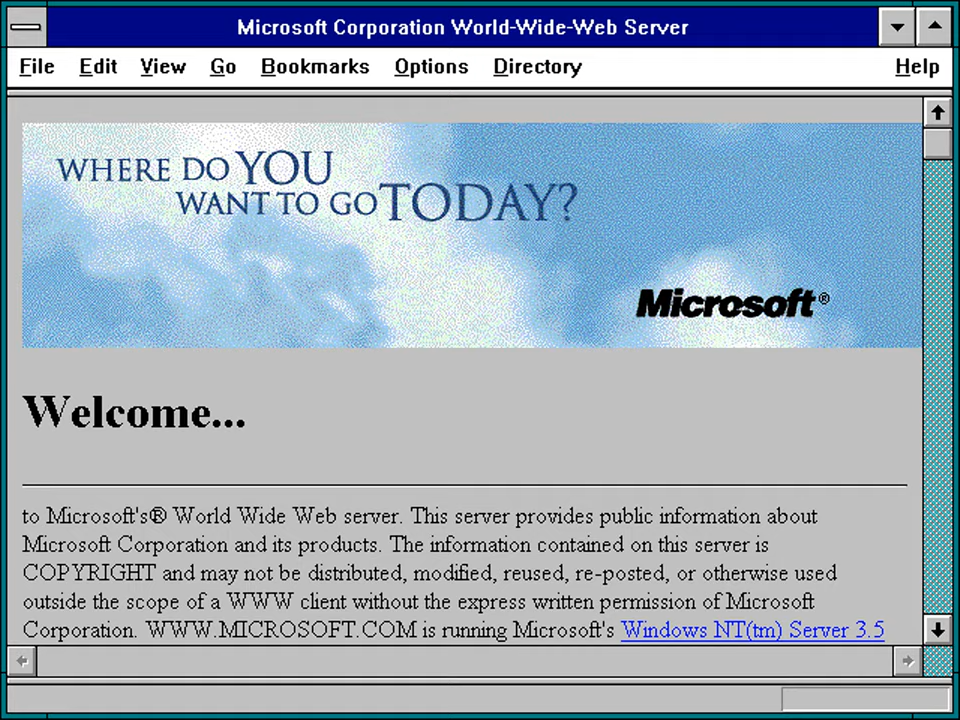 Microsoft Corporation World-Wide-Web Server
File Edit View Go Bookmarks Options Directory Help
WHERE DO YOU
WANT TO GO TODAY?
Microsoft®
Welcome...
to Microsoft's® World Wide Web server. This server provides public information about
Microsoft Corporation and its products. The information contained on this server is
COPYRIGHT and may not be distributed, modified, reused, re-posted, or otherwise used
outside the scope of a WWW client without the express written permission of Microsoft
Corporation. WWW.MICROSOFT.COM is running Microsoft's Windows NT(tm) Server 3.5